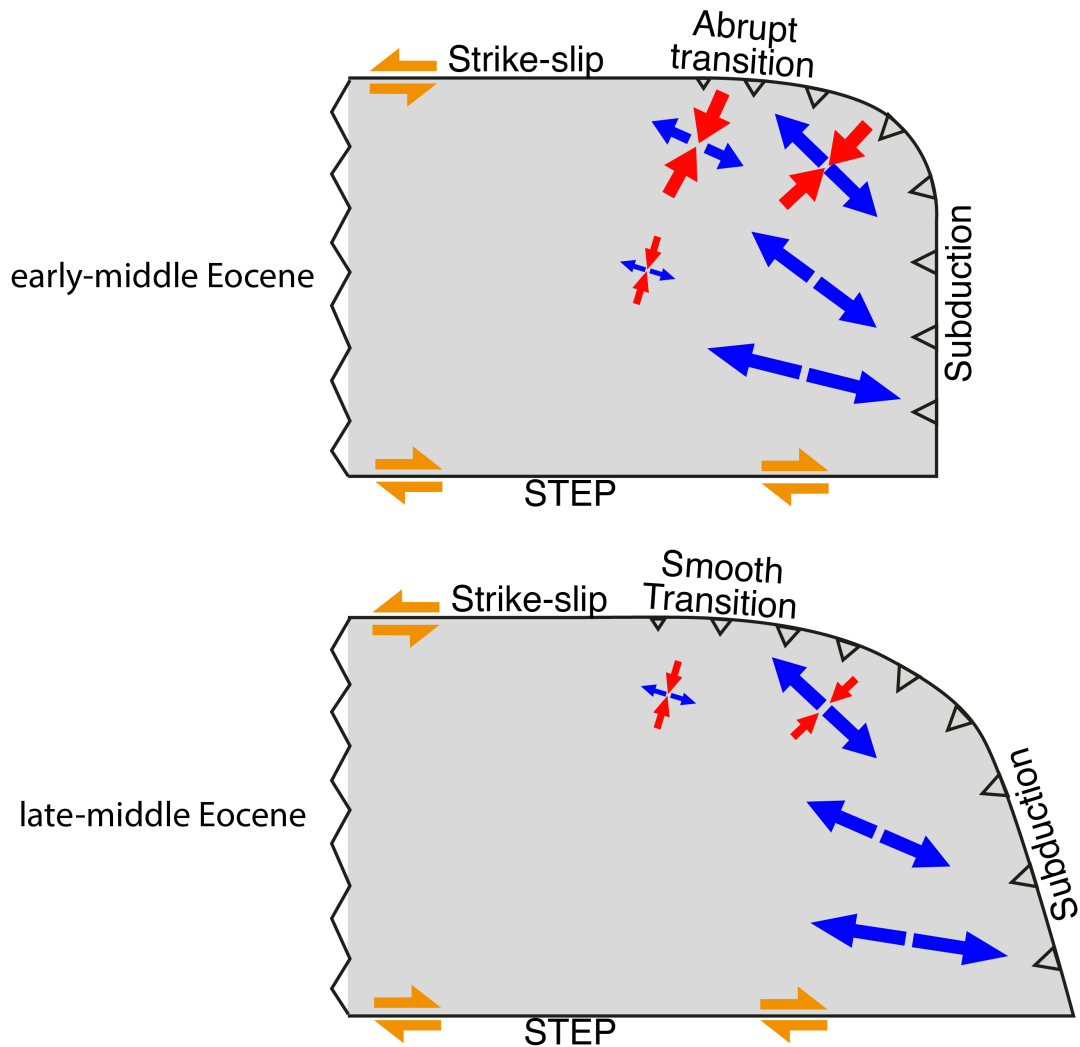 Abrupt
transition
Strike-slip
early-middle Eocene
Subduction
STEP
Smooth
Transition
Strike-slip
late-middle Eocene
Subduction
STEP